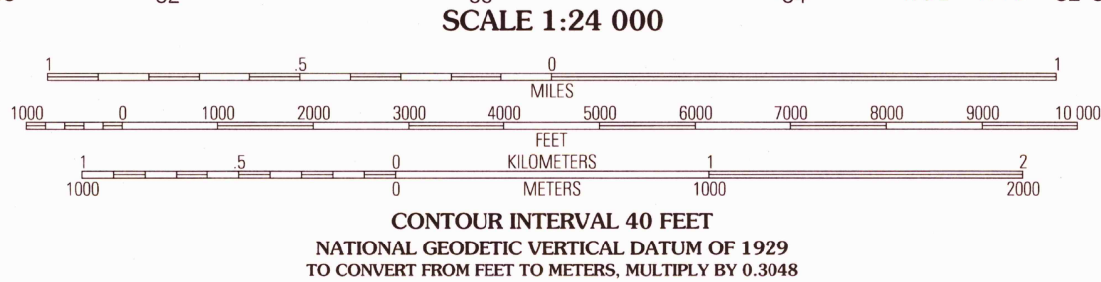 SCALE 1:24 000
1 .5 0 1
MILES
1000 0 1000 2000 3000 4000 5000 6000 7000 8000 9000 10 000
FEET
1 .5 0 KILOMETERS 1 2
1000 0 METERS 1000 2000
CONTOUR INTERVAL 40 FEET
NATIONAL GEODETIC VERTICAL DATUM OF 1929
TO CONVERT FROM FEET TO METERS, MULTIPLY BY 0.3048